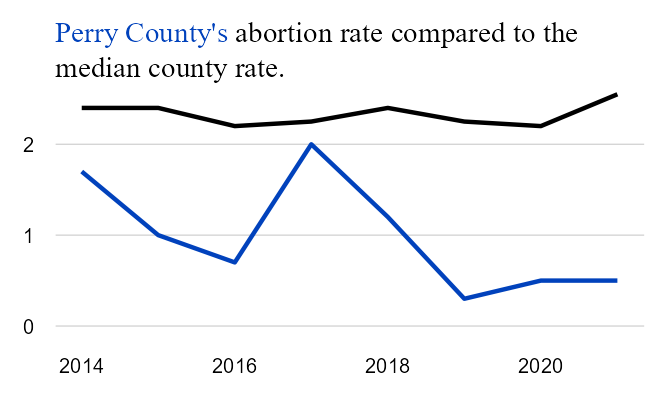 Perry County's abortion rate compared to the
median county rate.
2
1
0
2014 2016 2018 2020